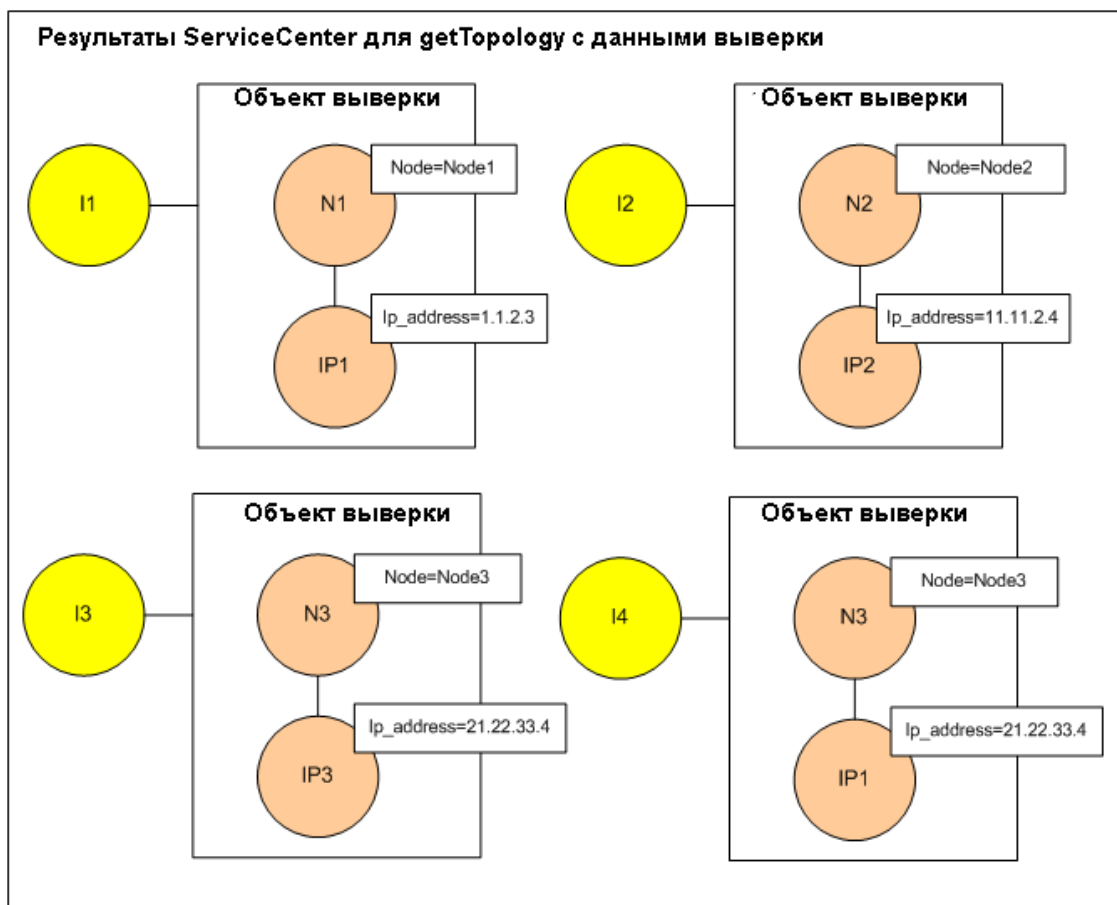 Результаты ServiceCenter для getTopology с данными выверки
Объект выверки
I1
N1
Node=Node1
IP1
Ip_address=1.1.2.3
Объект выверки
I2
N2
Node=Node2
IP2
Ip_address=11.11.2.4
Объект выверки
I3
N3
Node=Node3
IP3
Ip_address=21.22.33.4
Объект выверки
I4
N3
Node=Node3
IP1
Ip_address=21.22.33.4